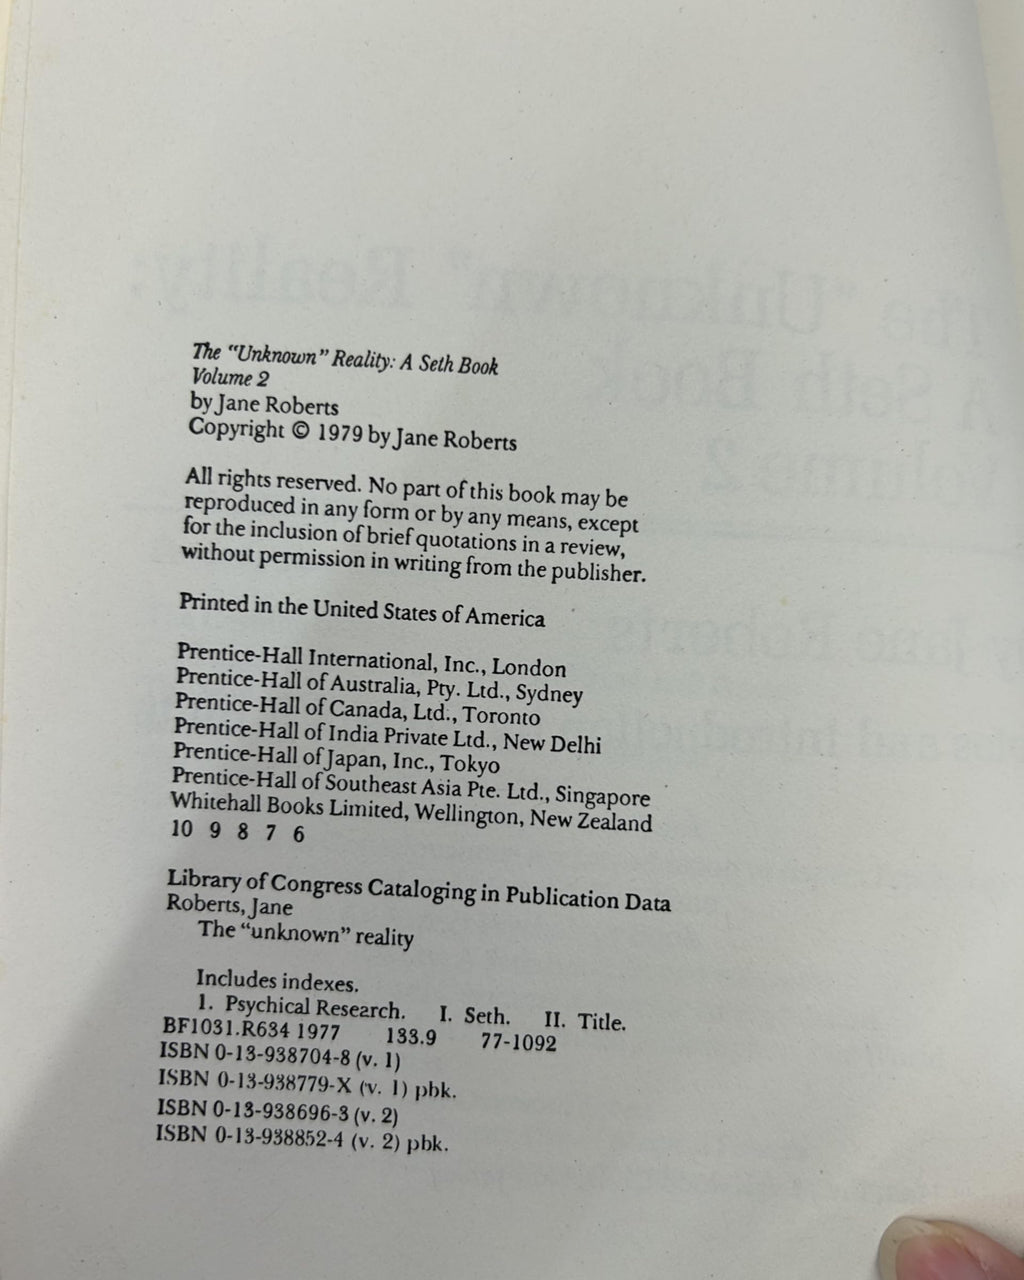 The “Unknown” Reality: A Seth Book
Volume 2
by Jane Roberts
Copyright © 1979 by Jane Roberts
All rights reserved. No part of this book may be
reproduced in any form or by any means, except
for the inclusion of brief quotations in a review,
without permission in writing from the publisher.
Printed in the United States of America
Prentice-Hall International, Inc., London
Prentice-Hall of Australia, Pty. Ltd., Sydney
Prentice-Hall of Canada, Ltd., Toronto
Prentice-Hall of India Private Ltd., New Delhi
Prentice-Hall of Japan, Inc., Tokyo
Prentice-Hall of Southeast Asia Pte. Ltd., Singapore
Whitehall Books Limited, Wellington, New Zealand
10 9 8 7 6
Library of Congress Cataloging in Publication Data
Roberts, Jane
The “unknown” reality
Includes indexes.
1. Psychical Research. I. Seth. II. Title.
BF1031.R634 1977 133.9 77-1092
ISBN 0-13-938704-8 (v. 1)
ISBN 0-13-938779-X (v. 1) pbk.
ISBN 0-13-938696-3 (v. 2)
ISBN 0-13-938852-4 (v. 2) pbk.